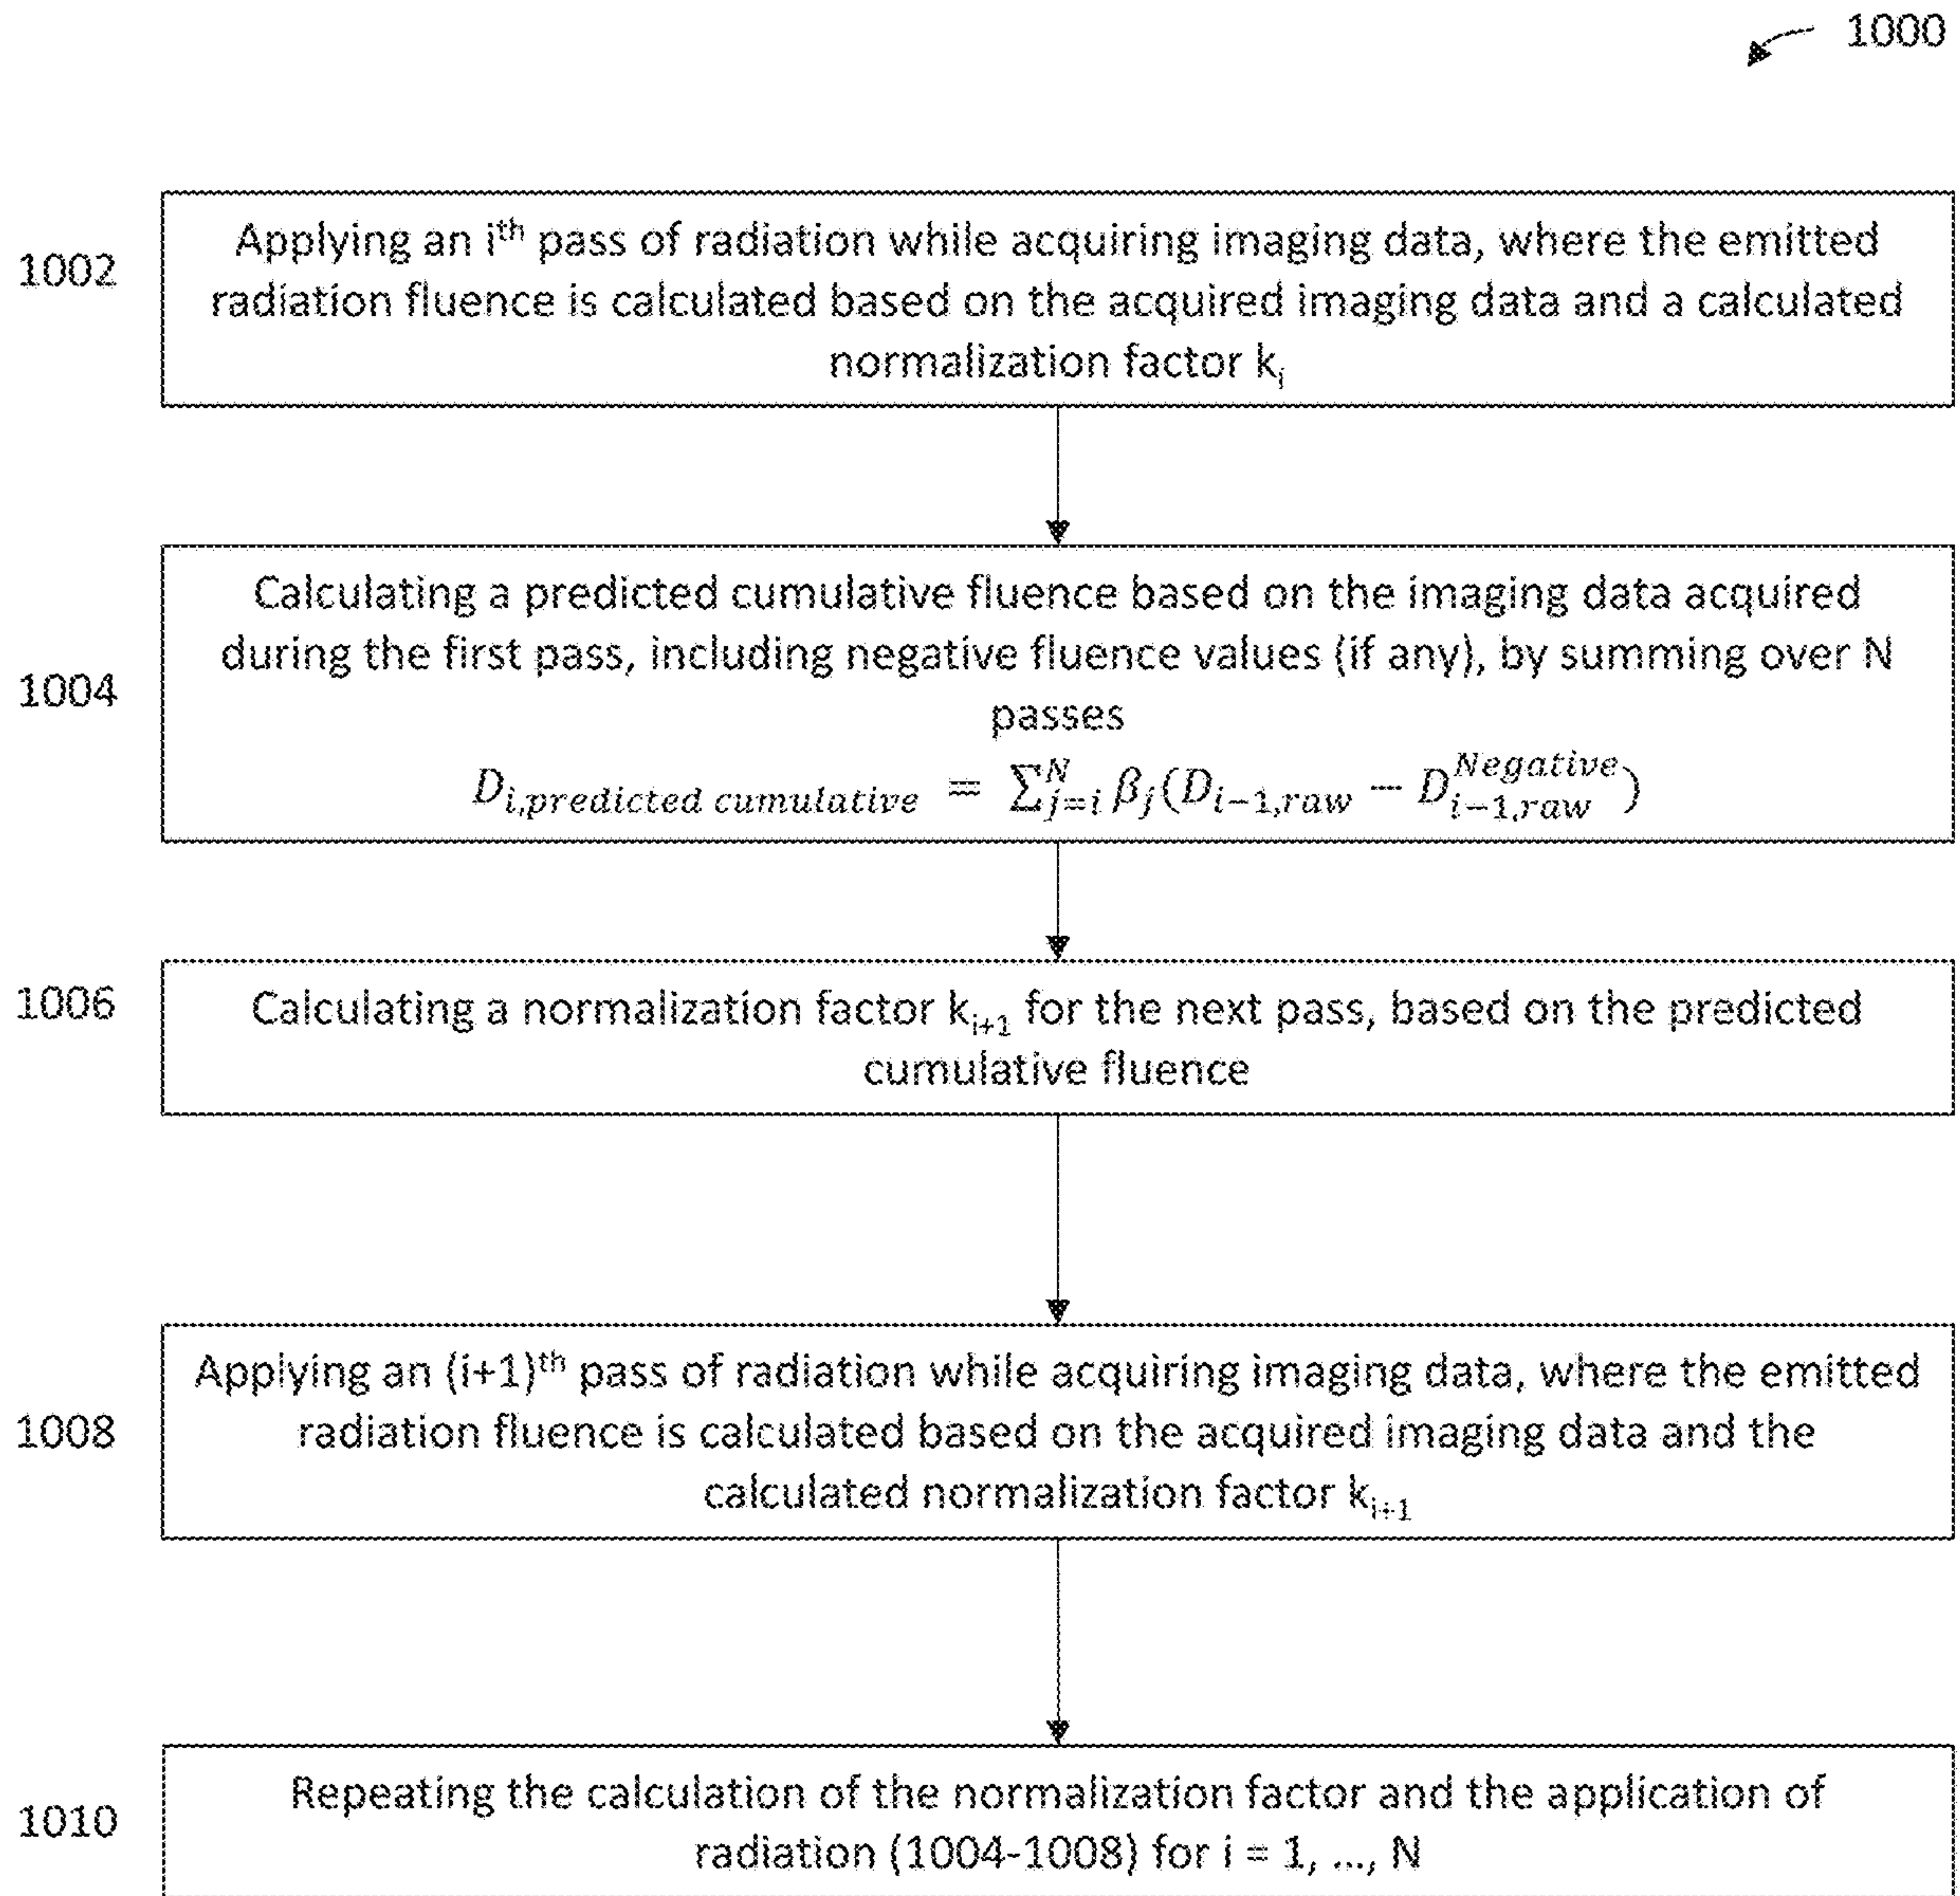 1000
1002
Applying an iᵗʰ pass of radiation while acquiring imaging data, where the emitted
radiation fluence is calculated based on the acquired imaging data and a calculated
normalization factor kᵢ
1004
Calculating a predicted cumulative fluence based on the imaging data acquired
during the first pass, including negative fluence values (if any), by summing over N
passes
D_{i,predicted cumulative} = ∑_{j=i}^{N} β_j(D_{i−1,raw} − D_{i−1,raw}^{Negative})
1006
Calculating a normalization factor kᵢ₊₁ for the next pass, based on the predicted
cumulative fluence
1008
Applying an (i+1)ᵗʰ pass of radiation while acquiring imaging data, where the emitted
radiation fluence is calculated based on the acquired imaging data and the
calculated normalization factor kᵢ₊₁
1010
Repeating the calculation of the normalization factor and the application of
radiation (1004-1008) for i = 1, ..., N